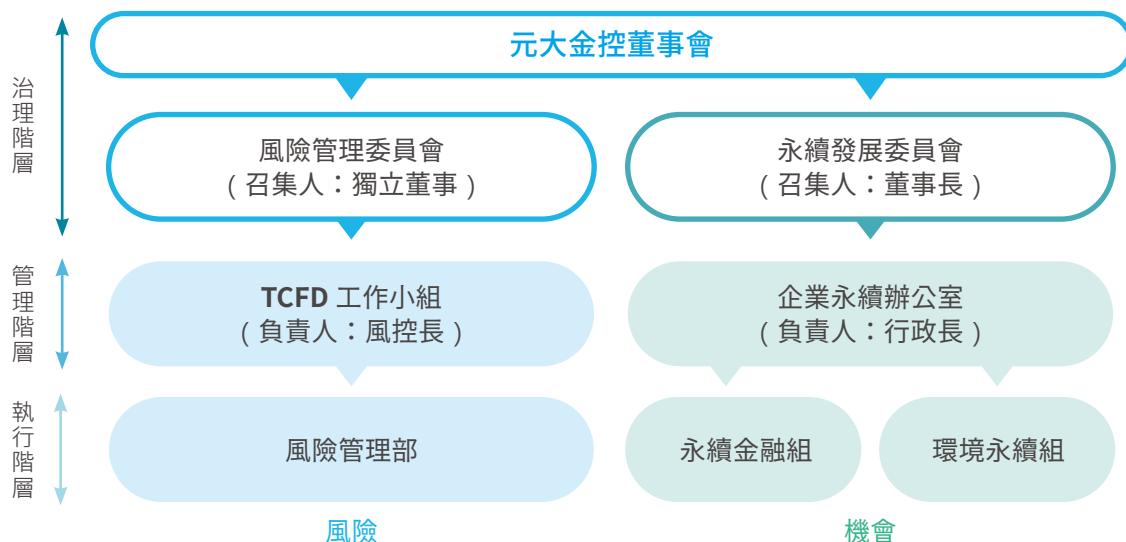 元大金控董事會
治理階層
風險管理委員會
（召集人：獨立董事）
永續發展委員會
（召集人：董事長）
管理階層
TCFD 工作小組
（負責人：風控長）
企業永續辦公室
（負責人：行政長）
執行階層
風險管理部
永續金融組
環境永續組
風險
機會